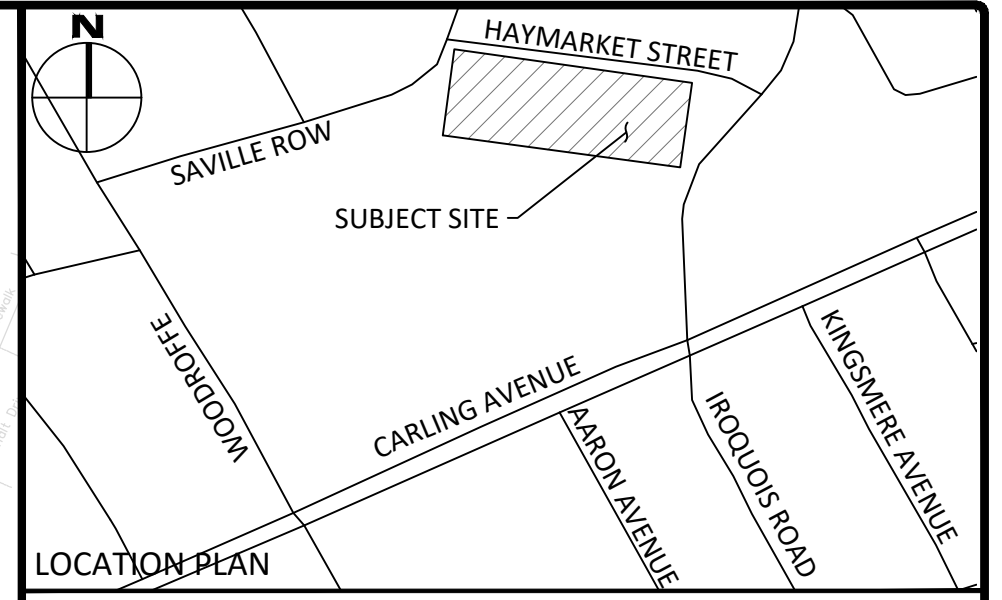 N
HAYMARKET STREET
SAVILLE ROW
SUBJECT SITE
WOODROFFE
CARLING AVENUE
KINGSMERE AVENUE
IROQUOIS ROAD
AARON AVENUE
LOCATION PLAN